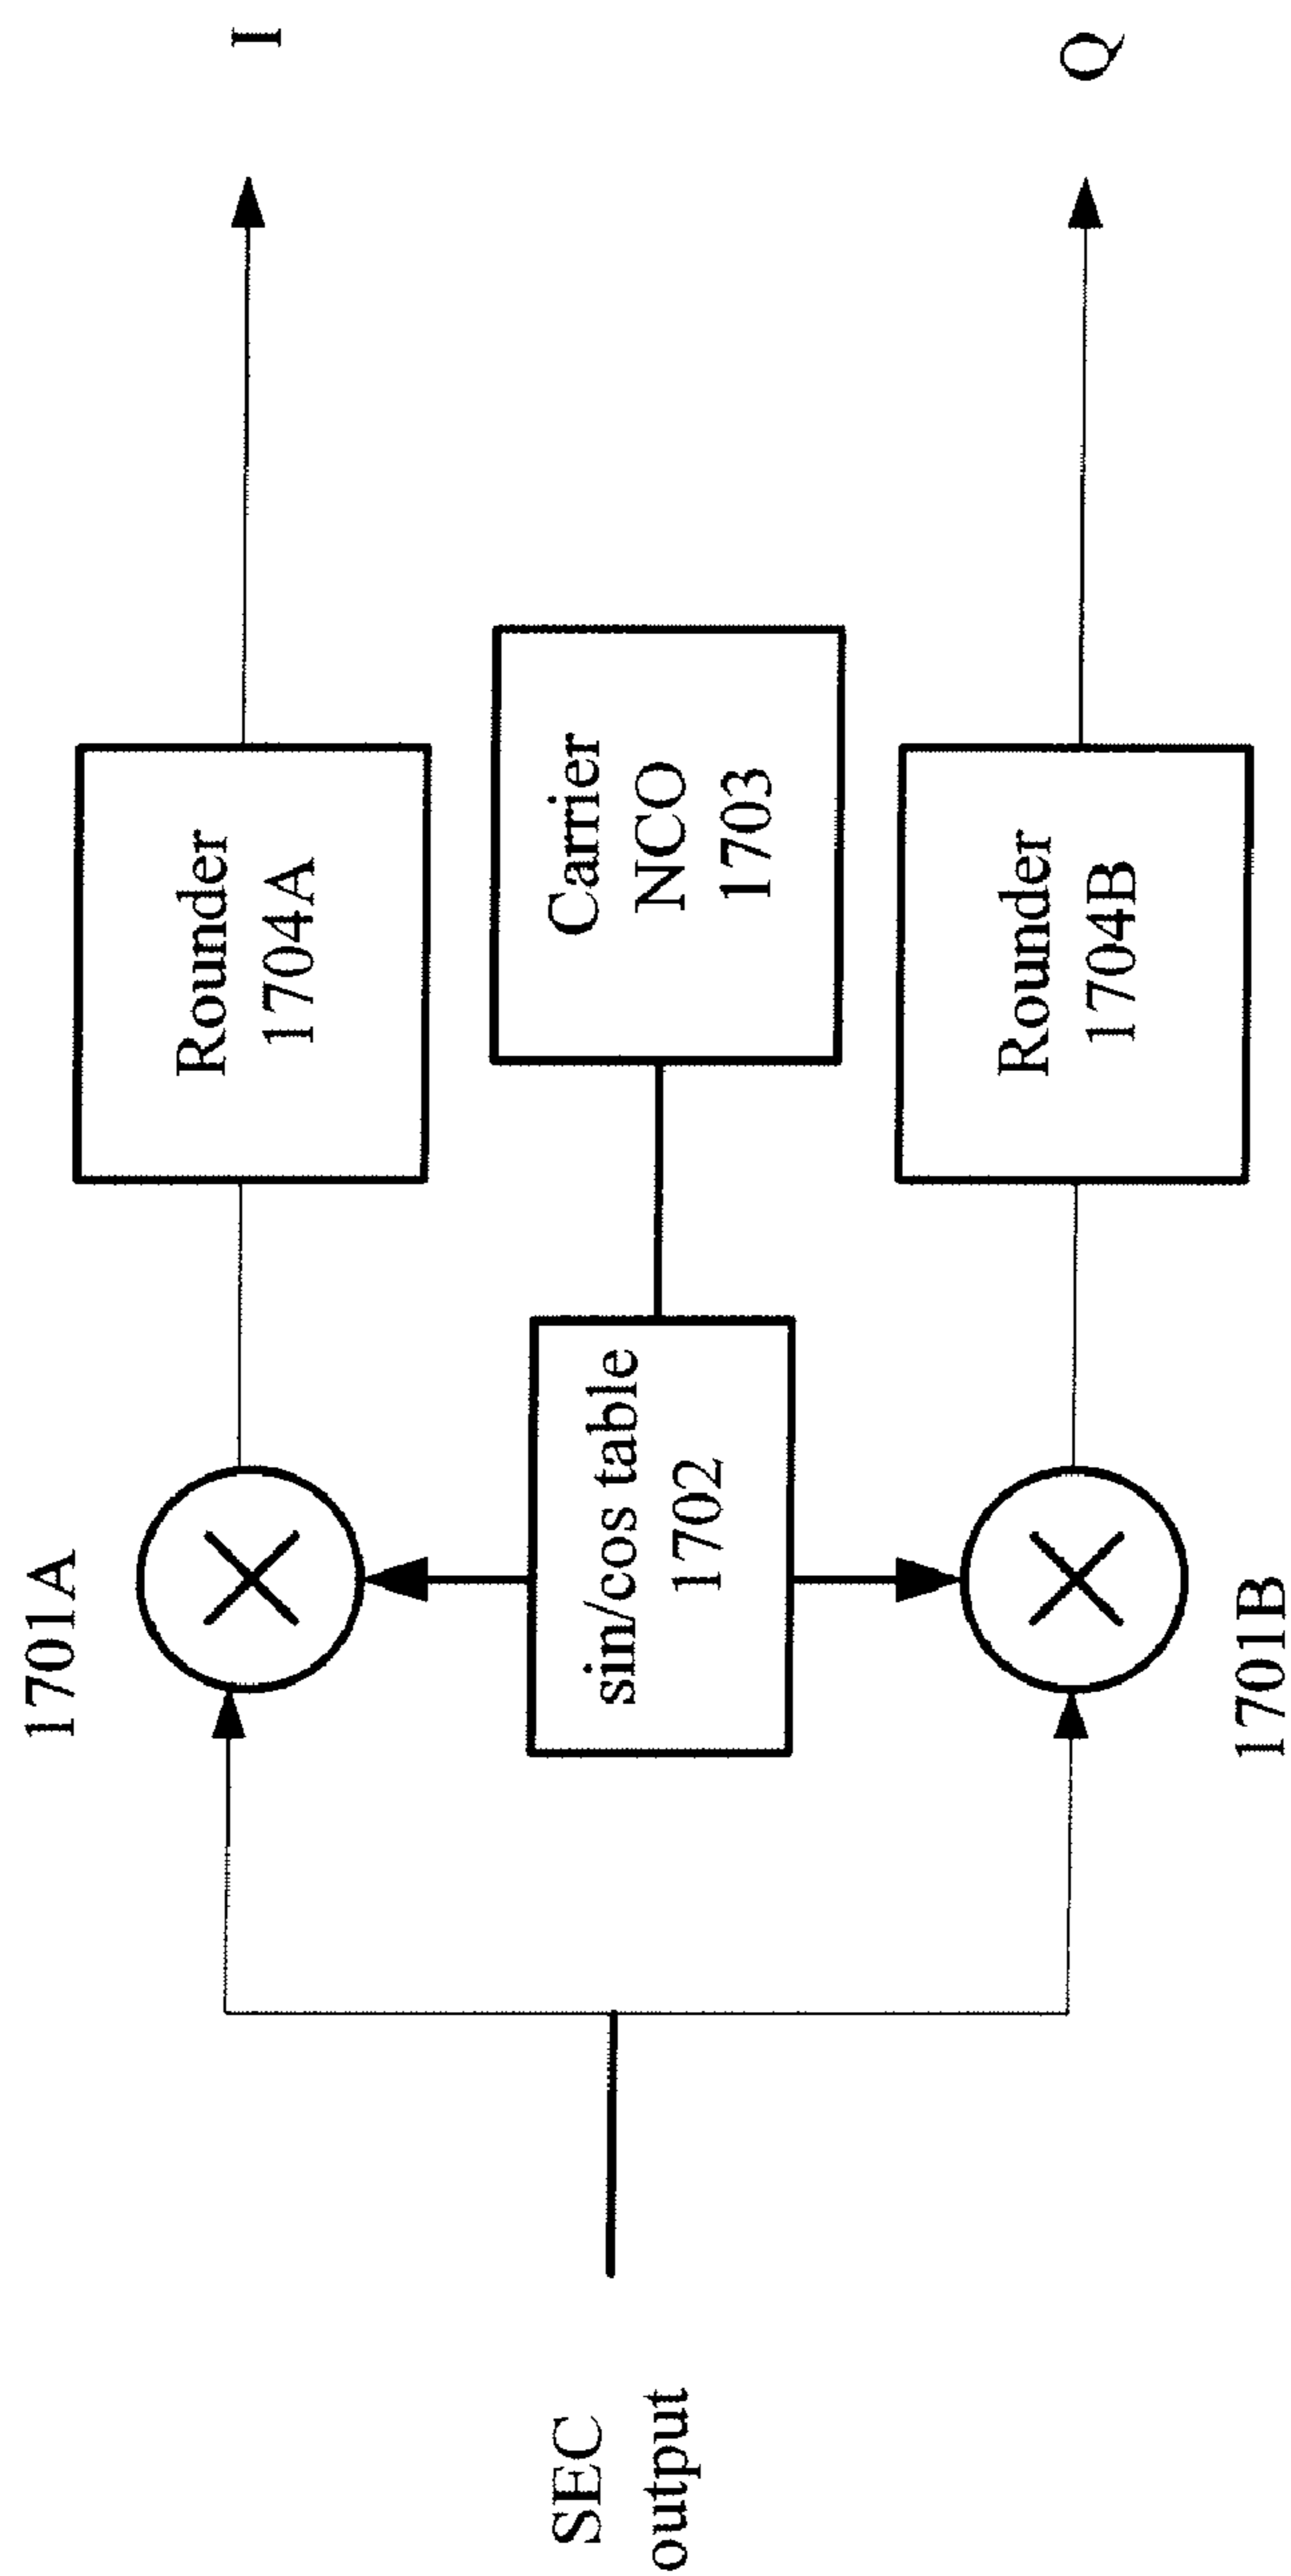 SEC
output
1701A
1701B
sin/cos table
1702
Carrier
NCO
1703
Rounder
1704A
Rounder
1704B
I
Q